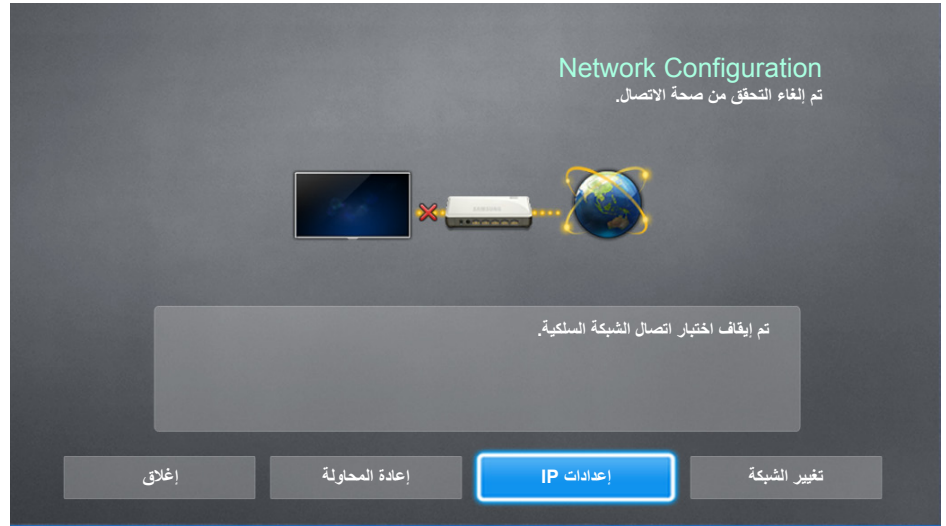 Network Configuration
تم إلغاء التحقق من صحة الاتصال.
SAMSUNG
تم إيقاف اختبار اتصال الشبكة السلكية.
تغيير الشبكة
إعدادات IP
إعادة المحاولة
إغلاق